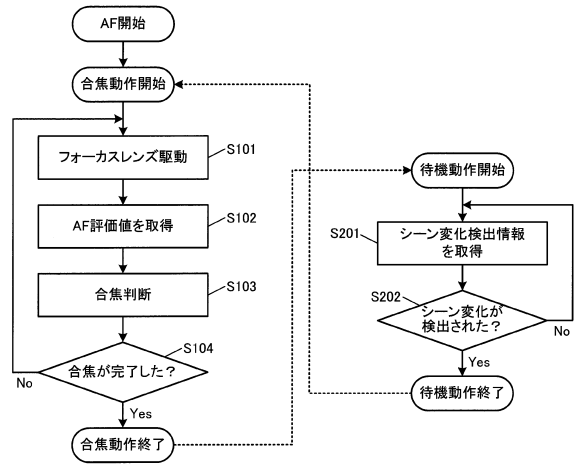 AF開始
合焦動作開始
フォーカスレンズ駆動
S101
AF評価値を取得
S102
合焦判断
S103
合焦が完了した？
S104
No
Yes
合焦動作終了
待機動作開始
シーン変化検出情報
を取得
S201
シーン変化が
検出された？
S202
No
Yes
待機動作終了